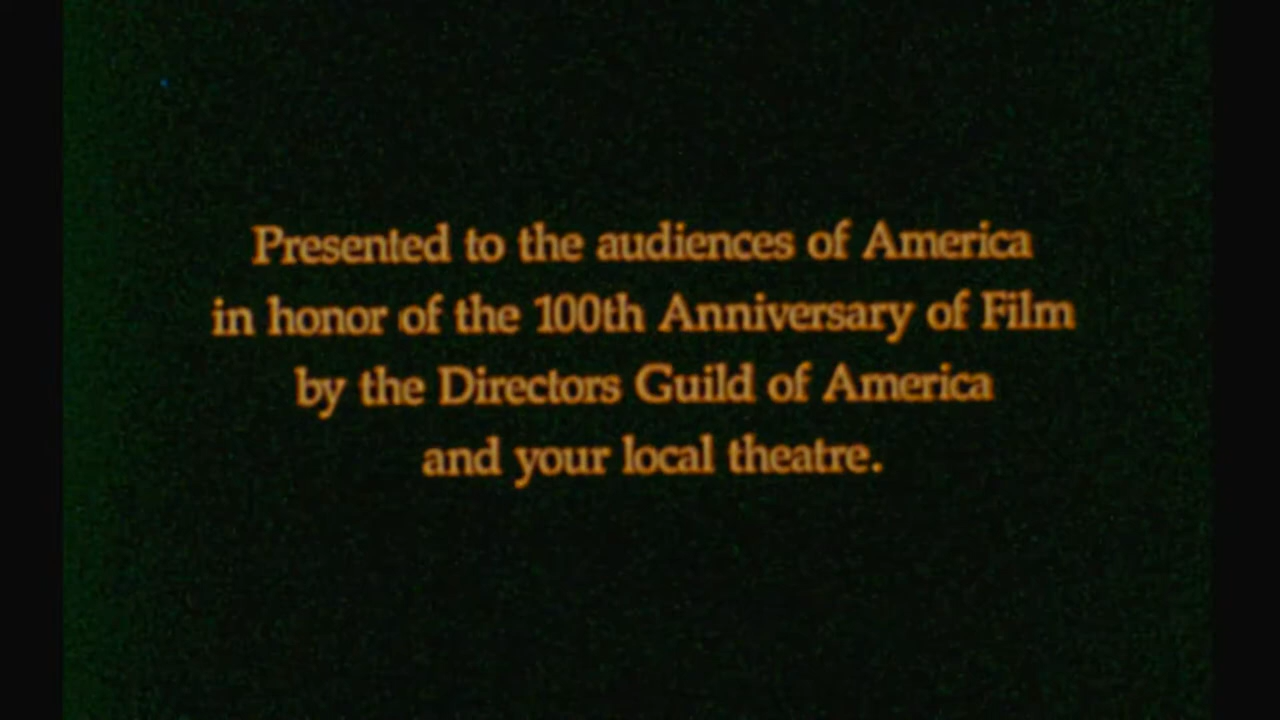 Presented to the audiences of America
in honor of the 100th Anniversary of Film
by the Directors Guild of America
and your local theatre.